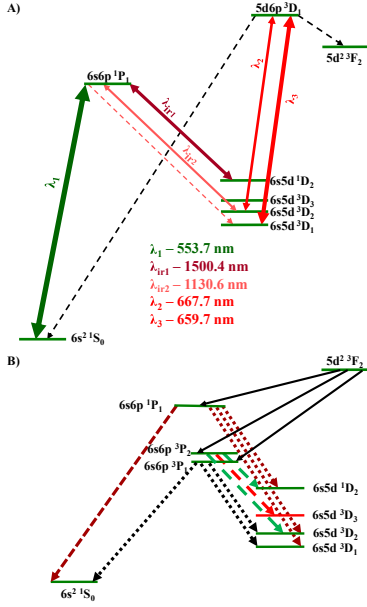 A)
5d6p ³D₁
5d² ³F₂
6s6p ¹P₁
λ₂
λ₃
λir1
λir2
λ₁
6s5d ¹D₂
6s5d ³D₃
6s5d ³D₂
6s5d ³D₁
λ₁ – 553.7 nm
λir1 – 1500.4 nm
λir2 – 1130.6 nm
λ₂ – 667.7 nm
λ₃ – 659.7 nm
6s² ¹S₀
B)
5d² ³F₂
6s6p ¹P₁
6s6p ³P₂
6s6p ³P₁
6s5d ¹D₂
6s5d ³D₃
6s5d ³D₂
6s5d ³D₁
6s² ¹S₀